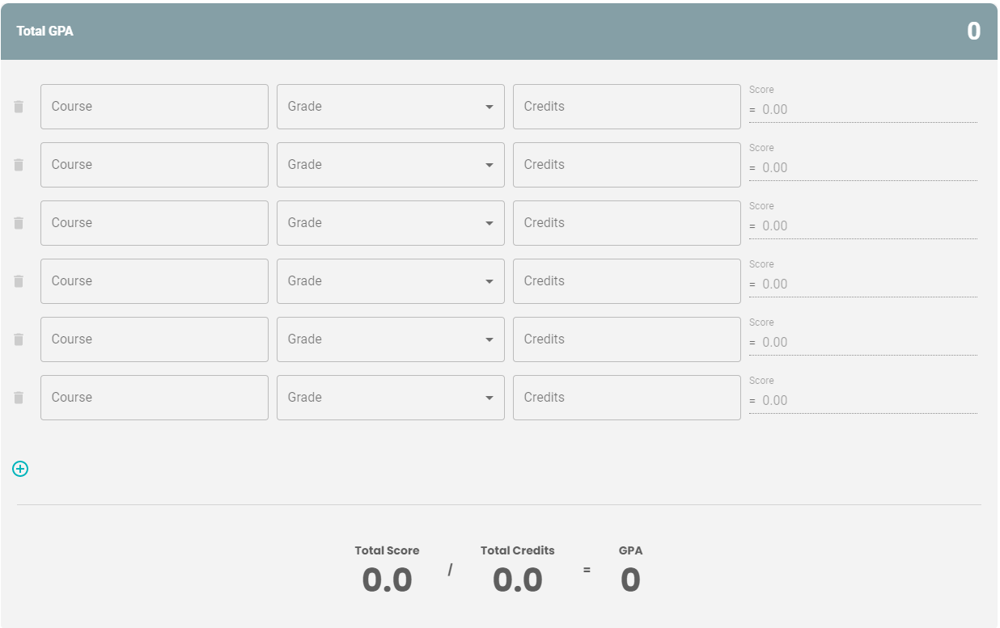 Total GPA 0
Score
Course Grade Credits = 0.00
Score
Course Grade Credits = 0.00
Score
Course Grade Credits = 0.00
Score
Course Grade Credits = 0.00
Score
Course Grade Credits = 0.00
Score
Course Grade Credits = 0.00
Total Score Total Credits GPA
0.0 / 0.0 = 0